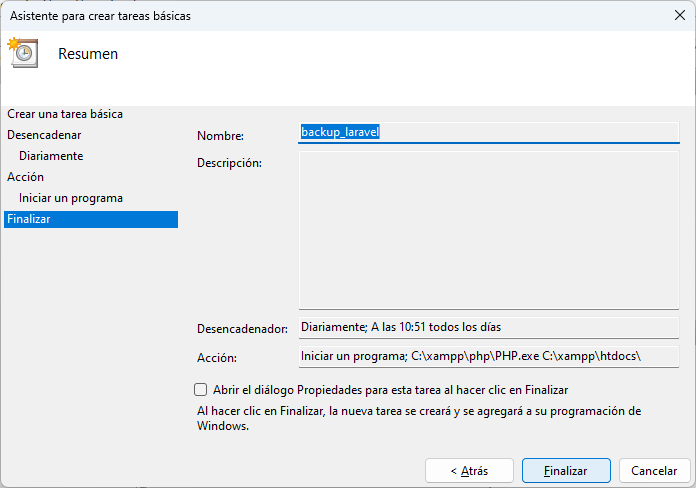 Asistente para crear tareas básicas
Resumen
Crear una tarea básica
Desencadenar
Diariamente
Acción
Iniciar un programa
Finalizar
Nombre: backup_laravel
Descripción:
Desencadenador: Diariamente; A las 10:51 todos los días
Acción: Iniciar un programa; C:\xampp\php\PHP.exe C:\xampp\htdocs\
Abrir el diálogo Propiedades para esta tarea al hacer clic en Finalizar
Al hacer clic en Finalizar, la nueva tarea se creará y se agregará a su programación de
Windows.
< Atrás Finalizar Cancelar